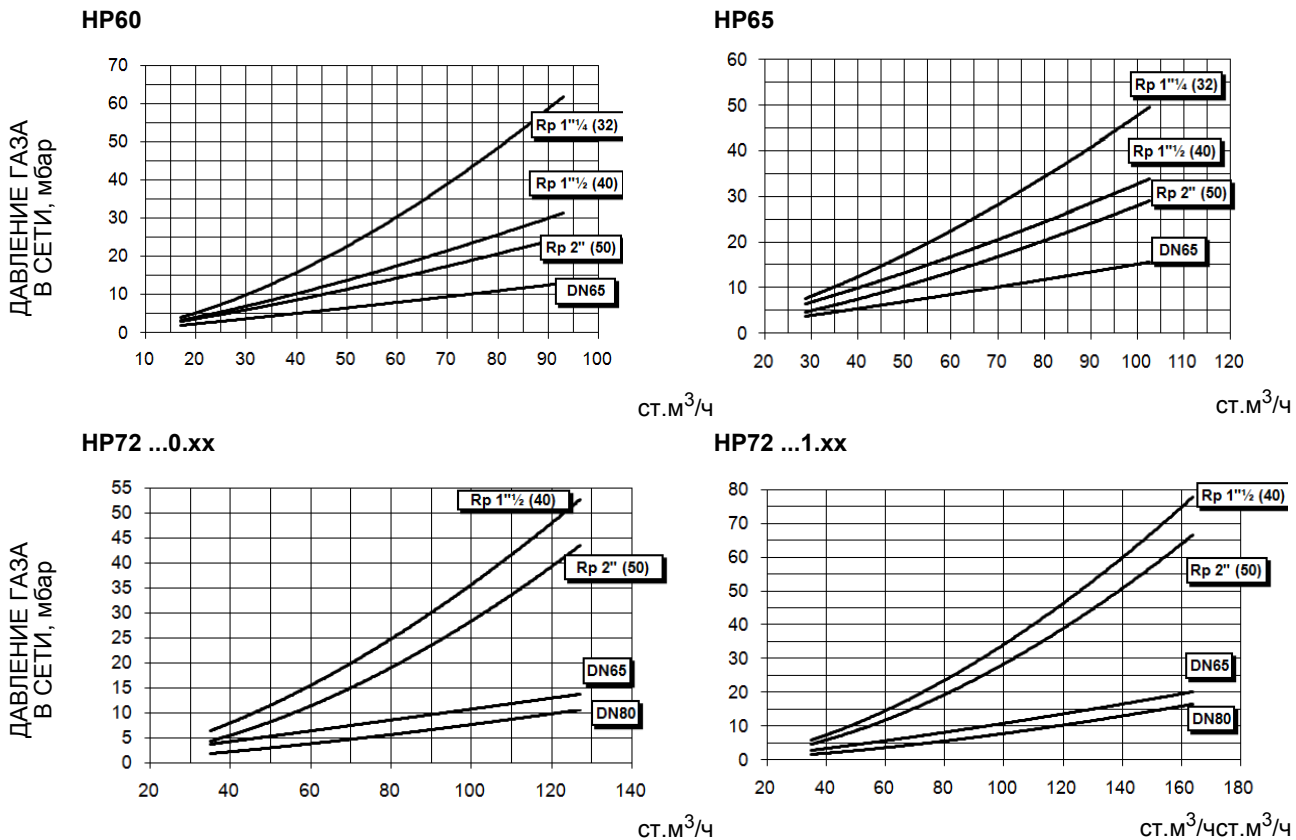 HP60
ДАВЛЕНИЕ ГАЗА
В СЕТИ, мбар
70
60
50
40
30
20
10
0
Rp 1"¼ (32)
Rp 1"½ (40)
Rp 2" (50)
DN65
10 20 30 40 50 60 70 80 90 100
ст.м³/ч
HP65
60
50
40
30
20
10
0
Rp 1"¼ (32)
Rp 1"½ (40)
Rp 2" (50)
DN65
20 30 40 50 60 70 80 90 100 110 120
ст.м³/ч
HP72 ...0.xx
ДАВЛЕНИЕ ГАЗА
В СЕТИ, мбар
55
50
45
40
35
30
25
20
15
10
5
0
Rp 1"½ (40)
Rp 2" (50)
DN65
DN80
20 40 60 80 100 120 140
ст.м³/ч
HP72 ...1.xx
80
70
60
50
40
30
20
10
0
Rp 1"½ (40)
Rp 2" (50)
DN65
DN80
20 40 60 80 100 120 140 160 180
ст.м³/чст.м³/ч